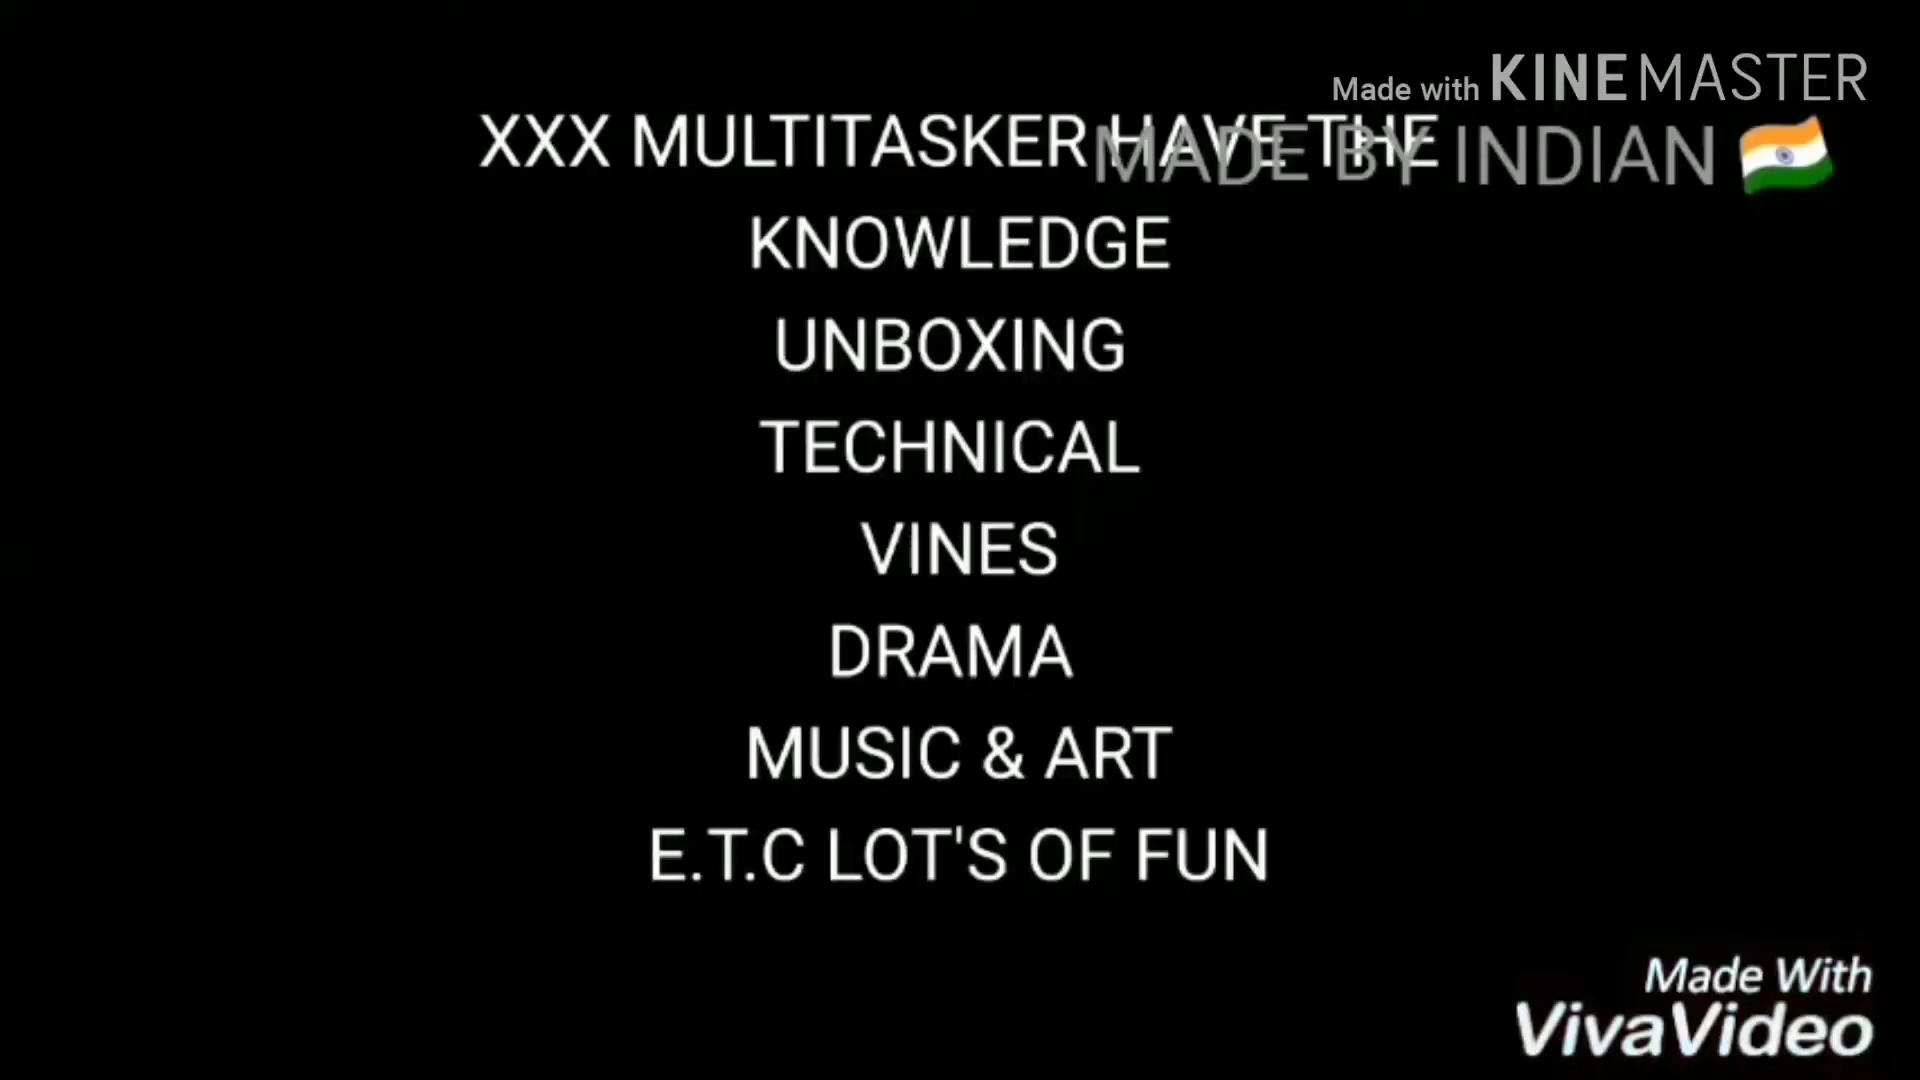 Made with KINEMASTER
XXX MULTITASKER HAVE THE
MADE BY INDIAN 🇮🇳
KNOWLEDGE
UNBOXING
TECHNICAL
VINES
DRAMA
MUSIC & ART
E.T.C LOT'S OF FUN
Made With
VivaVideo